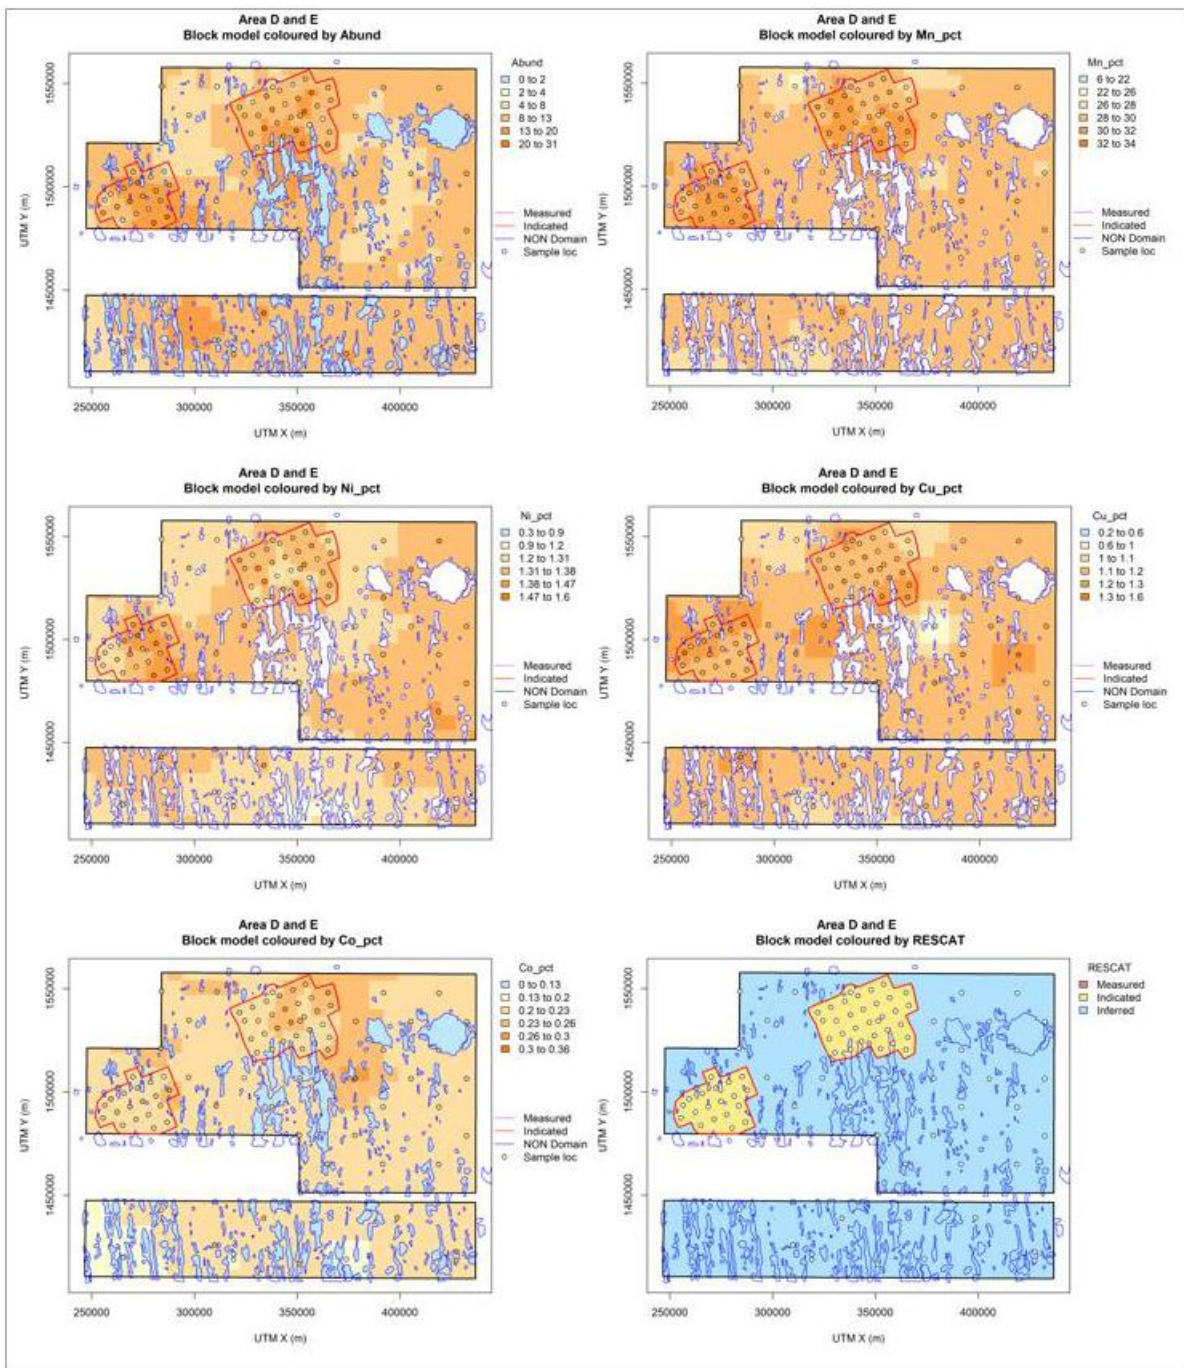 Area D and E
Block model coloured by Abund
Abund
0 to 2
2 to 4
4 to 8
8 to 13
13 to 20
20 to 31
Measured
Indicated
NON Domain
Sample loc
UTM Y (m)
1550000
1500000
1450000
250000 300000 350000 400000
UTM X (m)
Area D and E
Block model coloured by Mn_pct
Mn_pct
6 to 22
22 to 26
26 to 28
28 to 30
30 to 32
32 to 34
Measured
Indicated
NON Domain
Sample loc
UTM Y (m)
1550000
1500000
1450000
250000 300000 350000 400000
UTM X (m)
Area D and E
Block model coloured by Ni_pct
Ni_pct
0.3 to 0.9
0.9 to 1.2
1.2 to 1.31
1.31 to 1.38
1.38 to 1.47
1.47 to 1.6
Measured
Indicated
NON Domain
Sample loc
UTM Y (m)
1550000
1500000
1450000
250000 300000 350000 400000
UTM X (m)
Area D and E
Block model coloured by Cu_pct
Cu_pct
0.2 to 0.6
0.6 to 1
1 to 1.1
1.1 to 1.2
1.2 to 1.3
1.3 to 1.6
Measured
Indicated
NON Domain
Sample loc
UTM Y (m)
1550000
1500000
1450000
250000 300000 350000 400000
UTM X (m)
Area D and E
Block model coloured by Co_pct
Co_pct
0 to 0.13
0.13 to 0.2
0.2 to 0.23
0.23 to 0.26
0.26 to 0.3
0.3 to 0.36
Measured
Indicated
NON Domain
Sample loc
UTM Y (m)
1550000
1500000
1450000
250000 300000 350000 400000
UTM X (m)
Area D and E
Block model coloured by RESCAT
RESCAT
Measured
Indicated
Inferred
UTM Y (m)
1550000
1500000
1450000
250000 300000 350000 400000
UTM X (m)